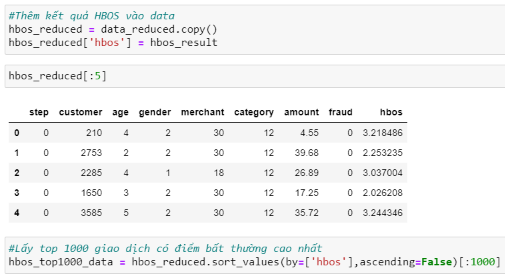 #Thêm kết quả HBOS vào data
hbos_reduced = data_reduced.copy()
hbos_reduced['hbos'] = hbos_result
hbos_reduced[:5]
step customer age gender merchant category amount fraud hbos
0 0 210 4 2 30 12 4.55 0 3.218486
1 0 2753 2 2 30 12 39.68 0 2.253235
2 0 2285 4 1 18 12 26.89 0 3.037004
3 0 1650 3 2 30 12 17.25 0 2.026208
4 0 3585 5 2 30 12 35.72 0 3.244346
#Lấy top 1000 giao dịch có điểm bất thường cao nhất
hbos_top1000_data = hbos_reduced.sort_values(by=['hbos'],ascending=False)[:1000]